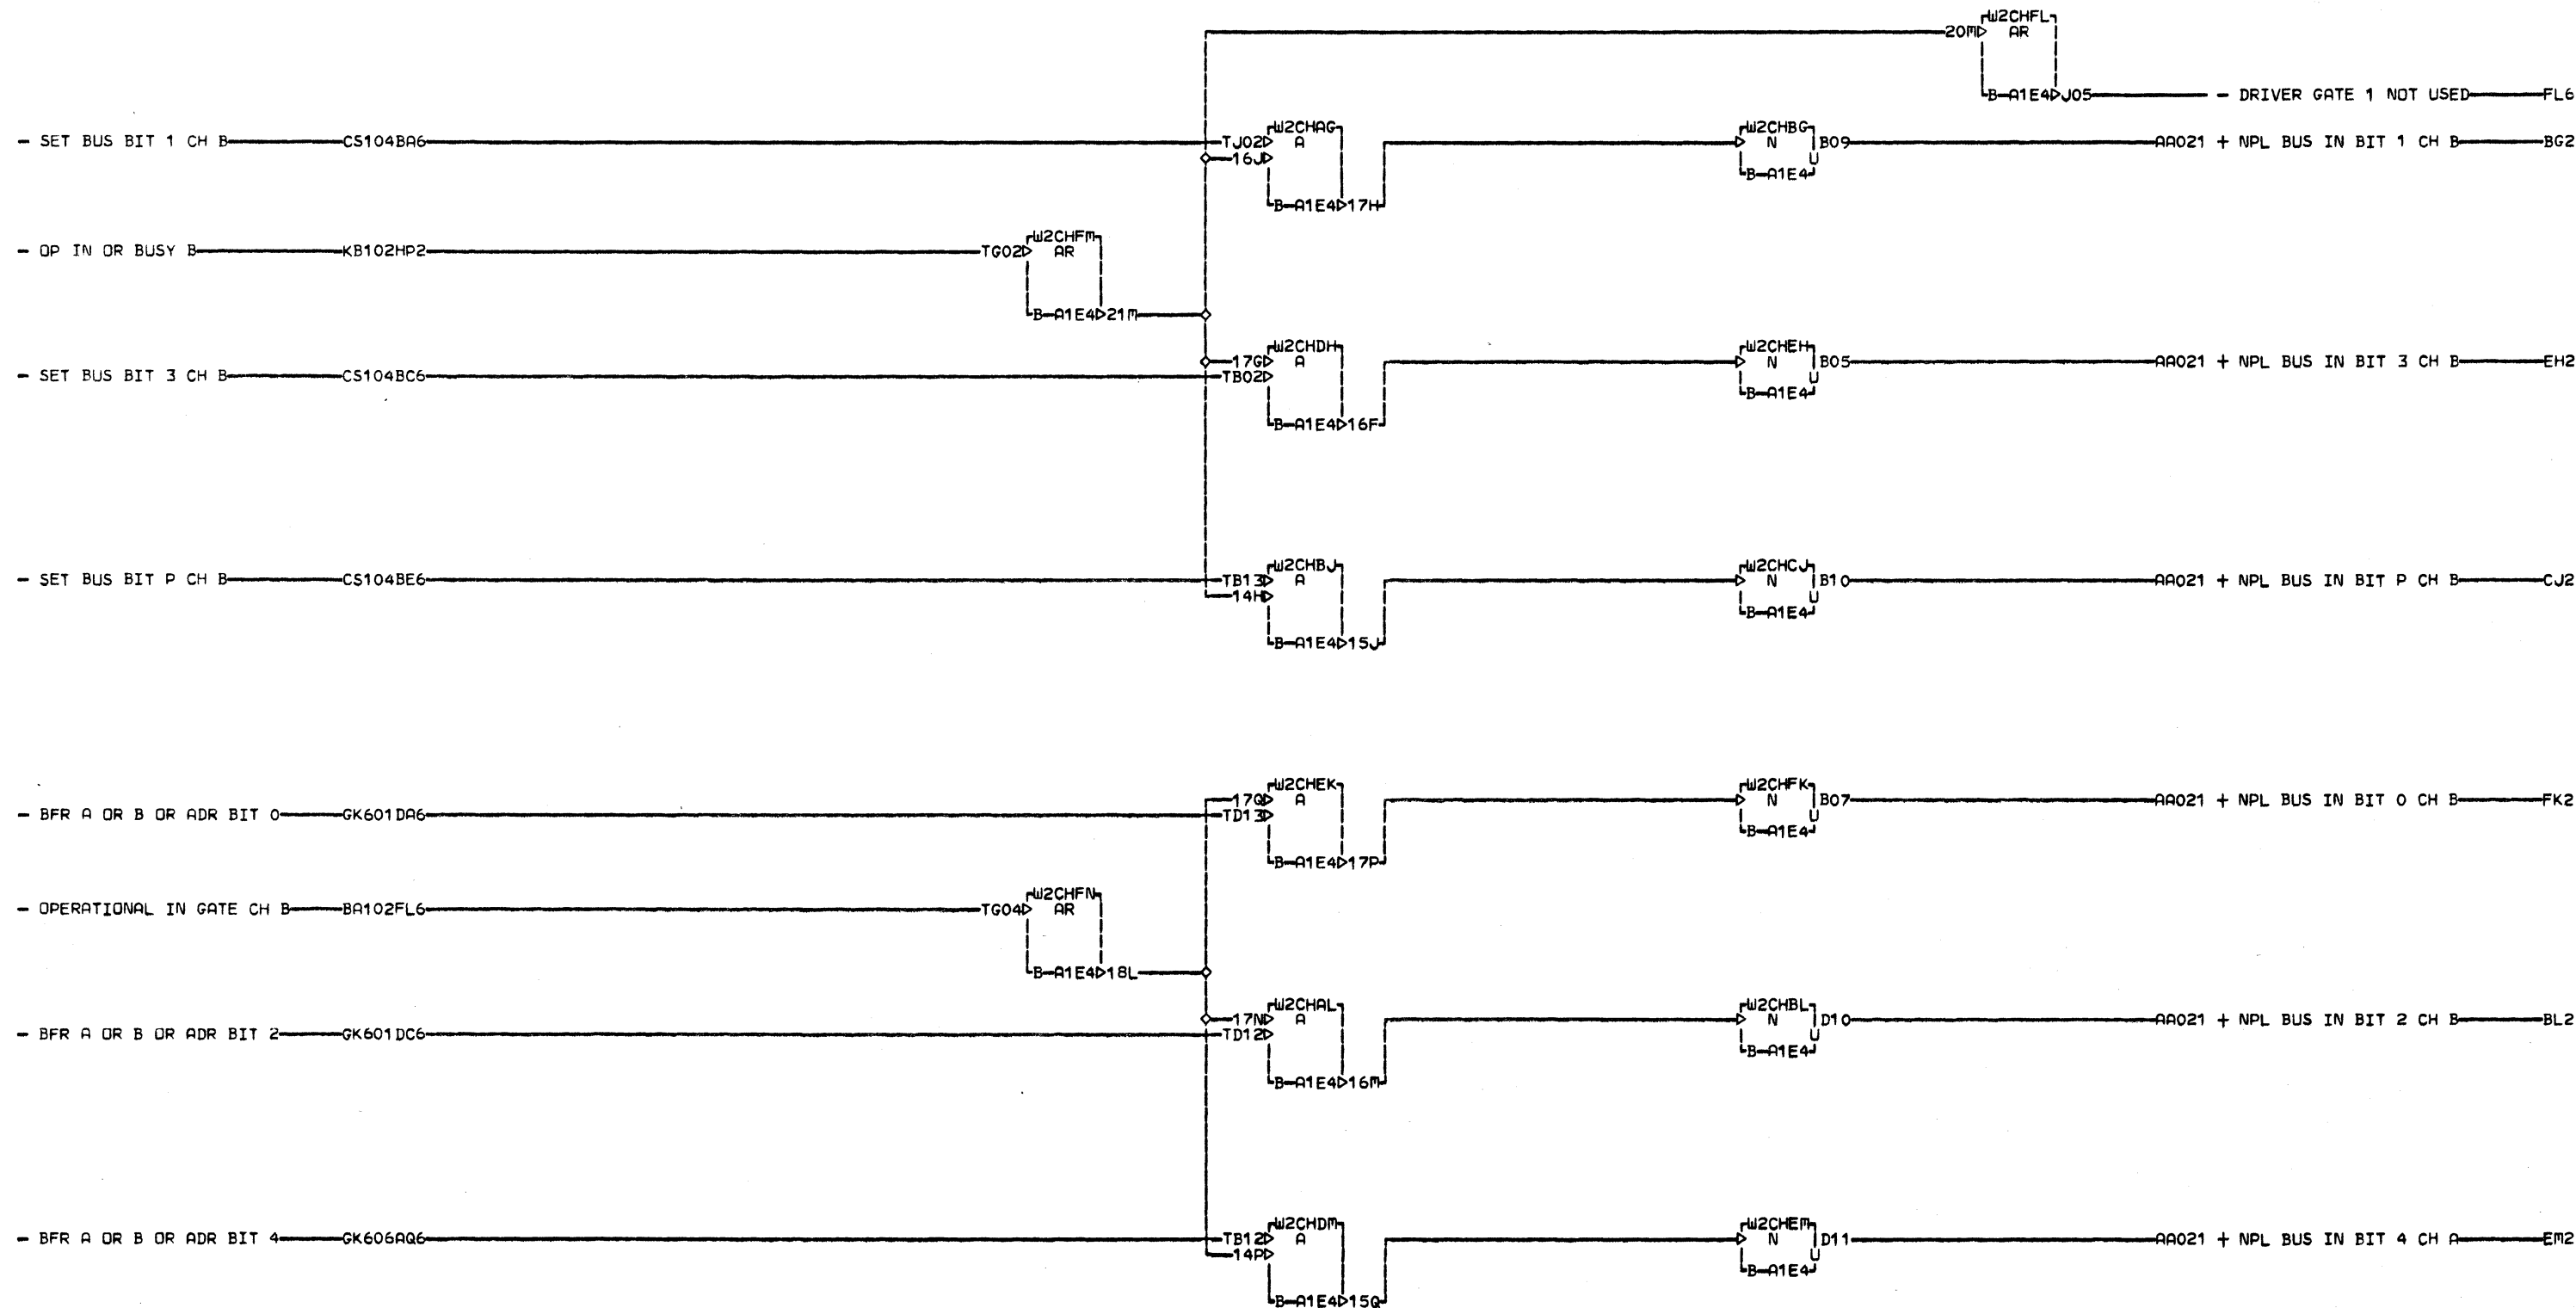 W2CHFL
20M AR
B-A1E4 J05 - DRIVER GATE 1 NOT USED FL6
W2CHAG W2CHBG
- SET BUS BIT 1 CH B CS104BA6 TJ02 A N B09 AA021 + NPL BUS IN BIT 1 CH B BG2
16J U
B-A1E4
B-A1E4 17H
W2CHFM
- OP IN OR BUSY B KB102HP2 TG02 AR
B-A1E4 21M
W2CHDH W2CHEH
17G A N B05 AA021 + NPL BUS IN BIT 3 CH B EH2
- SET BUS BIT 3 CH B CS104BC6 TB02 U
B-A1E4
B-A1E4 16F
W2CHBJ W2CHCJ
- SET BUS BIT P CH B CS104BE6 TB13 A N B10 AA021 + NPL BUS IN BIT P CH B CJ2
14H U
B-A1E4
B-A1E4 15J
W2CHEK W2CHFK
17Q A N B07 AA021 + NPL BUS IN BIT 0 CH B FK2
- BFR A OR B OR ADR BIT 0 GK601DA6 TD13 U
B-A1E4
B-A1E4 17P
W2CHFN
- OPERATIONAL IN GATE CH B BA102FL6 TG04 AR
B-A1E4 18L
W2CHAL W2CHBL
17N A N D10 AA021 + NPL BUS IN BIT 2 CH B BL2
- BFR A OR B OR ADR BIT 2 GK601DC6 TD12 U
B-A1E4
B-A1E4 16M
W2CHDM W2CHEM
- BFR A OR B OR ADR BIT 4 GK606AQ6 TB12 A N D11 AA021 + NPL BUS IN BIT 4 CH A EM2
14P U
B-A1E4
B-A1E4 15Q